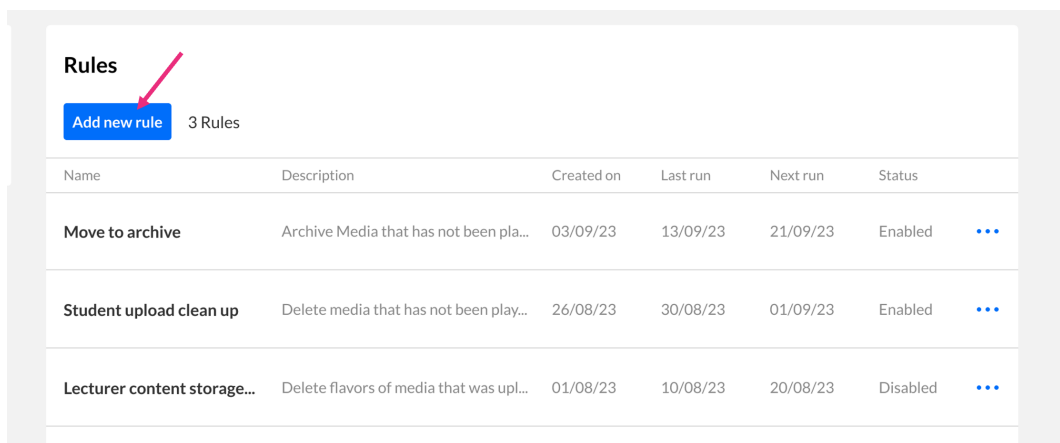 Rules
Add new rule 3 Rules
Name Description Created on Last run Next run Status
Move to archive Archive Media that has not been pla... 03/09/23 13/09/23 21/09/23 Enabled
Student upload clean up Delete media that has not been play... 26/08/23 30/08/23 01/09/23 Enabled
Lecturer content storage... Delete flavors of media that was upl... 01/08/23 10/08/23 20/08/23 Disabled